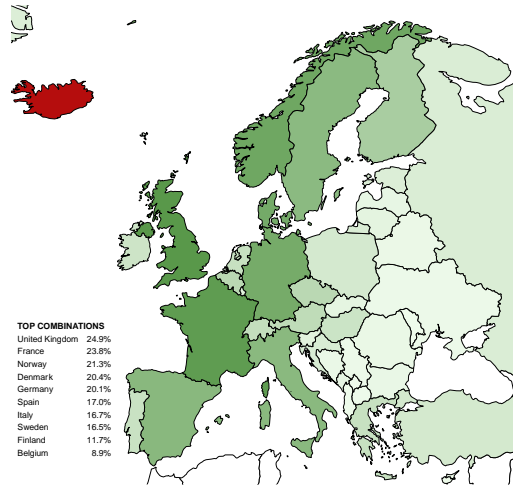 TOP COMBINATIONS
United Kingdom 24.9%
France 23.8%
Norway 21.3%
Denmark 20.4%
Germany 20.1%
Spain 17.0%
Italy 16.7%
Sweden 16.5%
Finland 11.7%
Belgium 8.9%